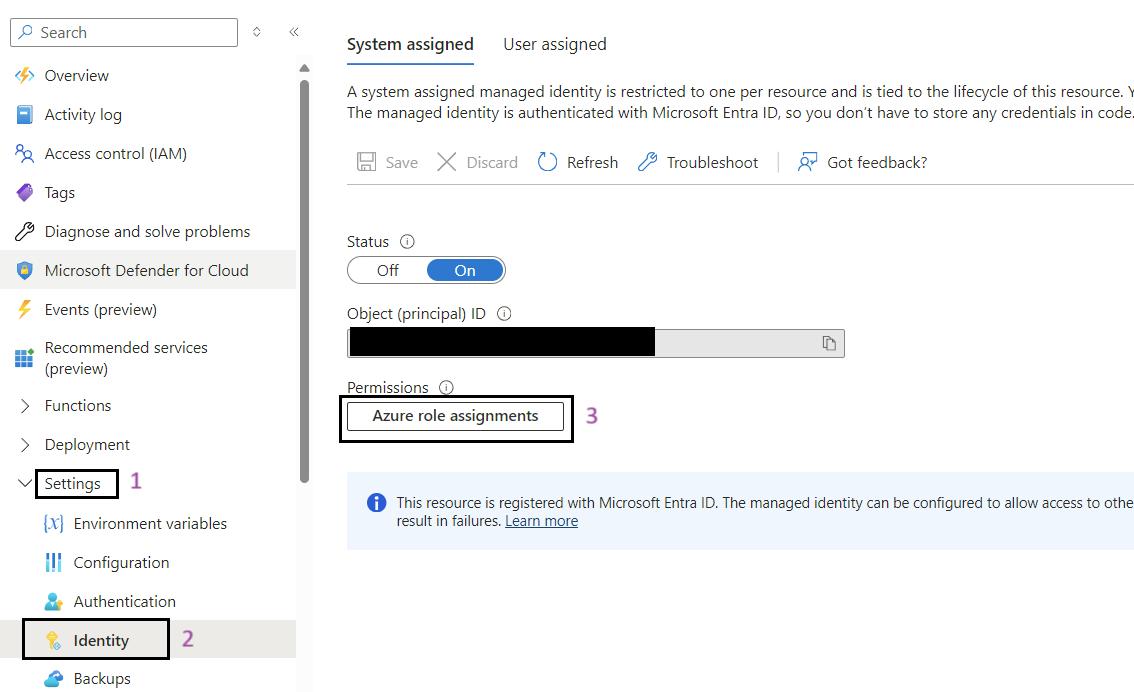 Search
Overview
Activity log
Access control (IAM)
Tags
Diagnose and solve problems
Microsoft Defender for Cloud
Events (preview)
Recommended services
(preview)
Functions
Deployment
Settings 1
Environment variables
Configuration
Authentication
Identity 2
Backups
System assigned User assigned
A system assigned managed identity is restricted to one per resource and is tied to the lifecycle of this resource.
The managed identity is authenticated with Microsoft Entra ID, so you don't have to store any credentials in code.
Save Discard Refresh Troubleshoot Got feedback?
Status
Off On
Object (principal) ID
Permissions
Azure role assignments 3
This resource is registered with Microsoft Entra ID. The managed identity can be configured to allow access to othe
result in failures. Learn more